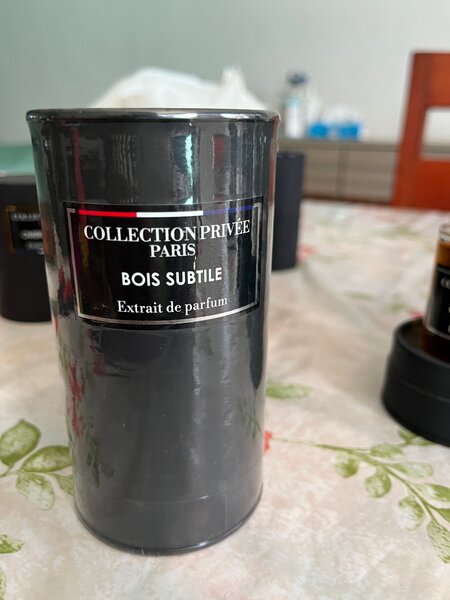 COLLECTION PRIVÉE
PARIS
BOIS SUBTILE
Extrait de parfum